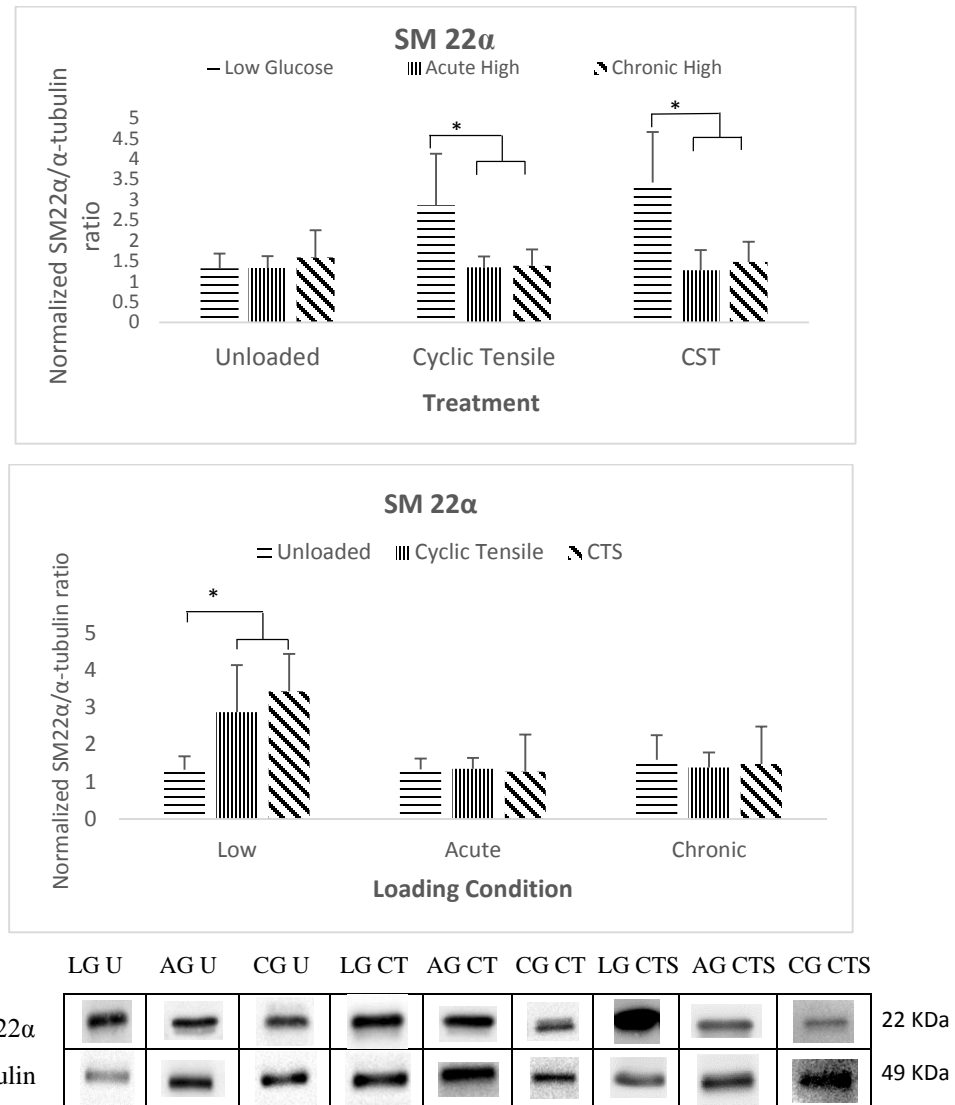 SM 22α
Low Glucose Acute High Chronic High
Normalized SM22α/α-tubulin
ratio
5
4.5
4
3.5
3
2.5
2
1.5
1
0.5
0
*
*
Unloaded Cyclic Tensile CST
Treatment
SM 22α
Unloaded Cyclic Tensile CTS
Normalized SM22α/α-tubulin ratio
5
4
3
2
1
0
*
Low Acute Chronic
Loading Condition
LG U AG U CG U LG CT AG CT CG CT LG CTS AG CTS CG CTS
22α 22 KDa
ulin 49 KDa